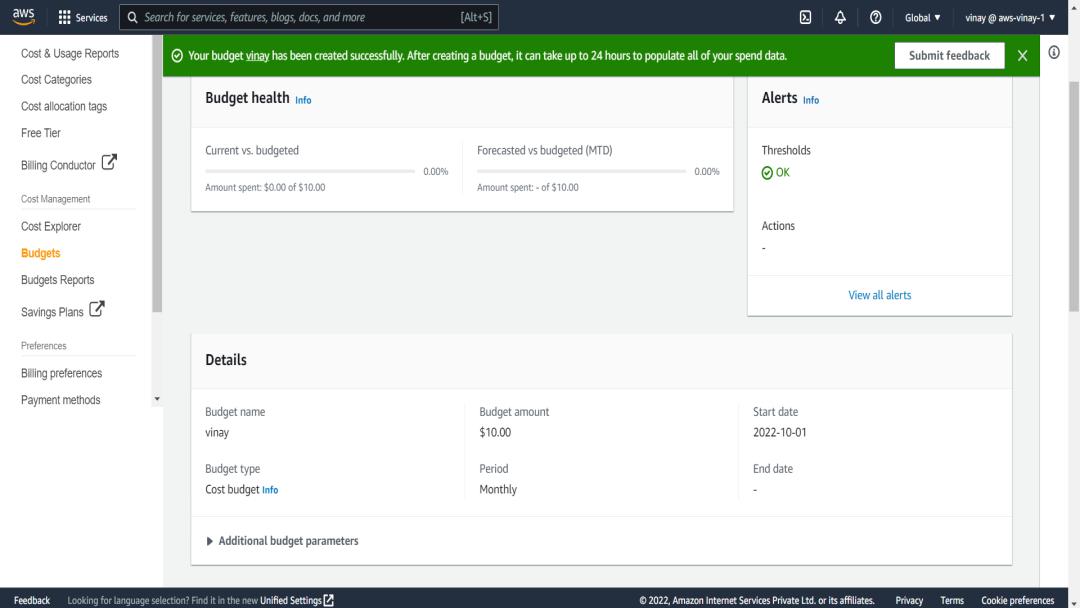 aws
Services
Search for services, features, blogs, docs, and more
[Alt+S]
Global ▼
vinay @ aws-vinay-1 ▼
Cost & Usage Reports
Cost Categories
Cost allocation tags
Free Tier
Billing Conductor
Cost Management
Cost Explorer
Budgets
Budgets Reports
Savings Plans
Preferences
Billing preferences
Payment methods
Your budget vinay has been created successfully. After creating a budget, it can take up to 24 hours to populate all of your spend data.
Submit feedback
Budget health Info
Current vs. budgeted
0.00%
Amount spent: $0.00 of $10.00
Forecasted vs budgeted (MTD)
0.00%
Amount spent: - of $10.00
Alerts Info
Thresholds
OK
Actions
-
View all alerts
Details
Budget name
vinay
Budget type
Cost budget Info
Budget amount
$10.00
Period
Monthly
Start date
2022-10-01
End date
-
Additional budget parameters
Feedback
Looking for language selection? Find it in the new Unified Settings
© 2022, Amazon Internet Services Private Ltd. or its affiliates.
Privacy
Terms
Cookie preferences